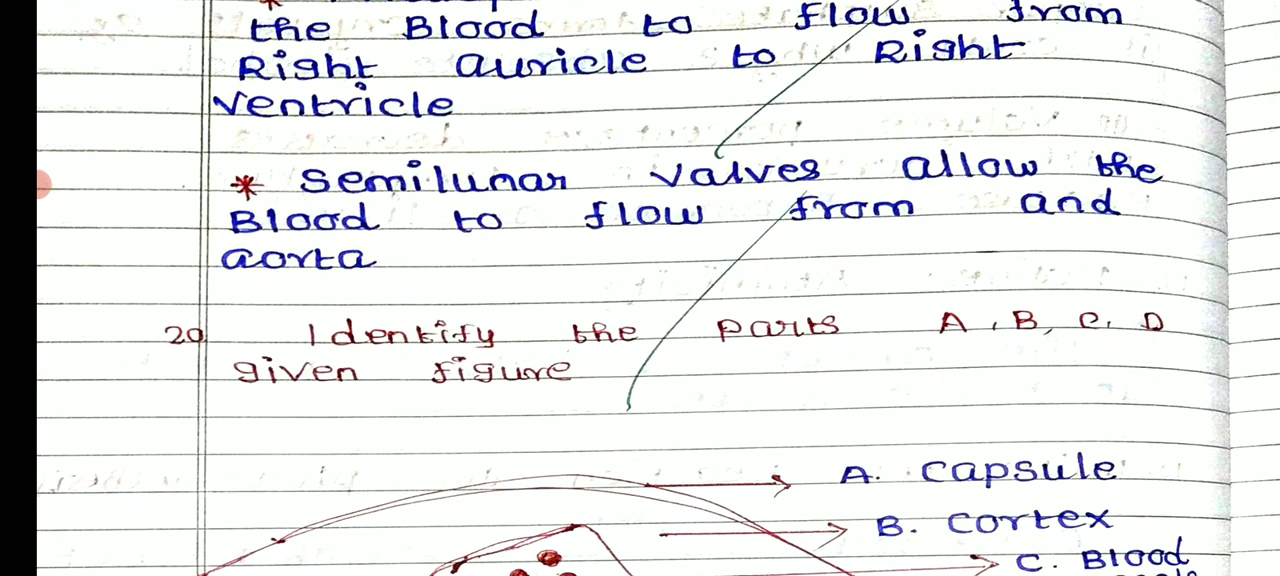 the Blood to flow from
Right auricle to Right
ventricle
* Semilunar valves allow the
Blood to flow from and
aorta
20. Identify the parts A, B, C, D
given figure
A. capsule
B. cortex
C. Blood